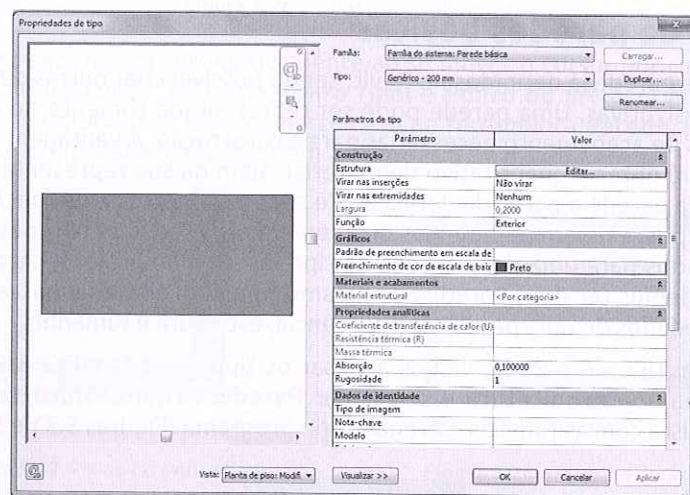 Propriedades de tipo
Família: Família do sistema: Parede básica Carregar...
Tipo: Genérico - 200 mm Duplicar...
Renomear...
Parâmetros de tipo
Parâmetro Valor
Construção
Estrutura Editar...
Virar nas inserções Não virar
Virar nas extremidades Nenhum
Largura 0,2000
Função Exterior
Gráficos
Padrão de preenchimento em escala de
Preenchimento de cor de escala de baix Preto
Materiais e acabamentos
Material estrutural <Por categoria>
Propriedades analíticas
Coeficiente de transferência de calor (U)
Resistência térmica (R)
Massa térmica
Absorção 0,100000
Rugosidade 1
Dados de identidade
Tipo de imagem
Nota-chave
Modelo
Vista: Planta de piso: Modifi. Visualizar >> OK Cancelar Aplicar